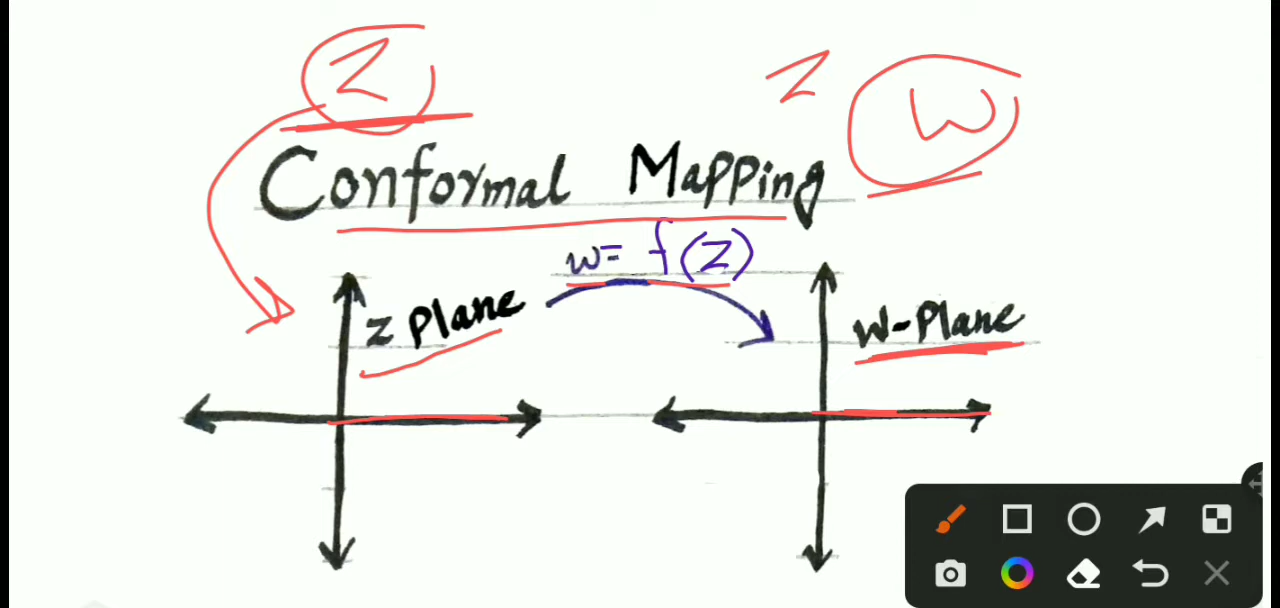 Z
Z W
Conformal Mapping
w= f(z)
z Plane
W-Plane